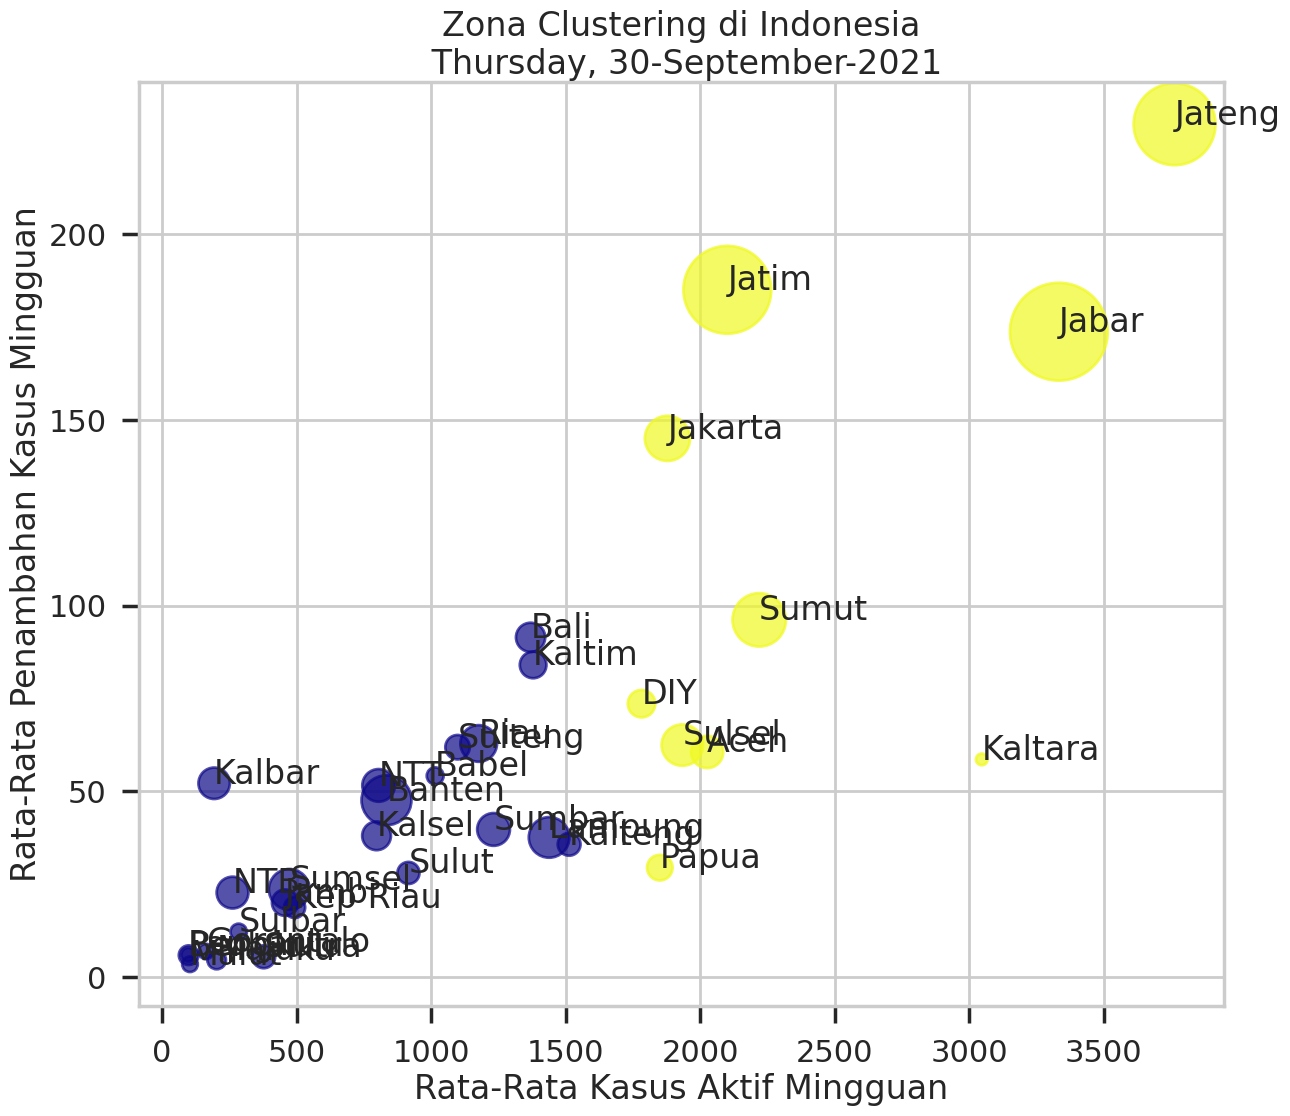 Zona Clustering di Indonesia
Thursday, 30-September-2021
Rata-Rata Penambahan Kasus Mingguan
200
150
100
50
0
Jateng
Jatim
Jabar
Jakarta
Sumut
Bali
Kaltim
DIY
Riau
Sulteng
Sulsel
Aceh
Kaltara
Babel
Kalbar
NTT
Banten
Kalsel
Sumbar
Lampung
Kalteng
Sulut
Papua
NTB
Sumsel
Jambi
Kep Riau
Sulbar
0
500
1000
1500
2000
2500
3000
3500
Rata-Rata Kasus Aktif Mingguan